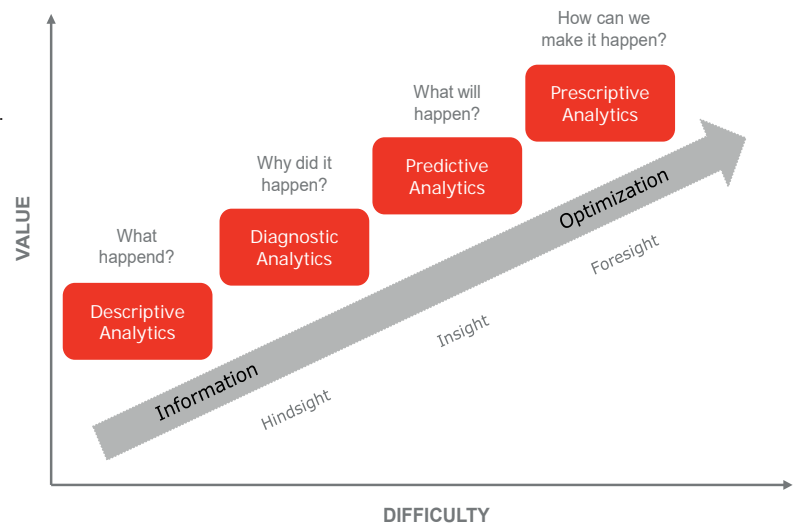 How can we
make it happen?
Prescriptive
Analytics
What will
happen?
Predictive
Analytics
Why did it
happen?
Diagnostic
Analytics
What
happend?
Descriptive
Analytics
Optimization
Information
Foresight
Insight
Hindsight
VALUE
DIFFICULTY